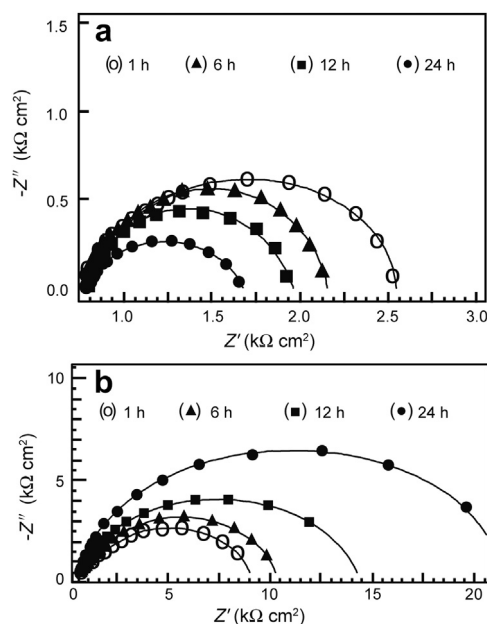 a
1.5
(o) 1 h (▲) 6 h (■) 12 h (●) 24 h
1.0
0.5
0.0
-Z″ (kΩ cm²)
1.0 1.5 2.0 2.5 3.0
Z′ (kΩ cm²)
b
10
(o) 1 h (▲) 6 h (■) 12 h (●) 24 h
5
0
-Z″ (kΩ cm²)
0 5 10 15 20
Z′ (kΩ cm²)